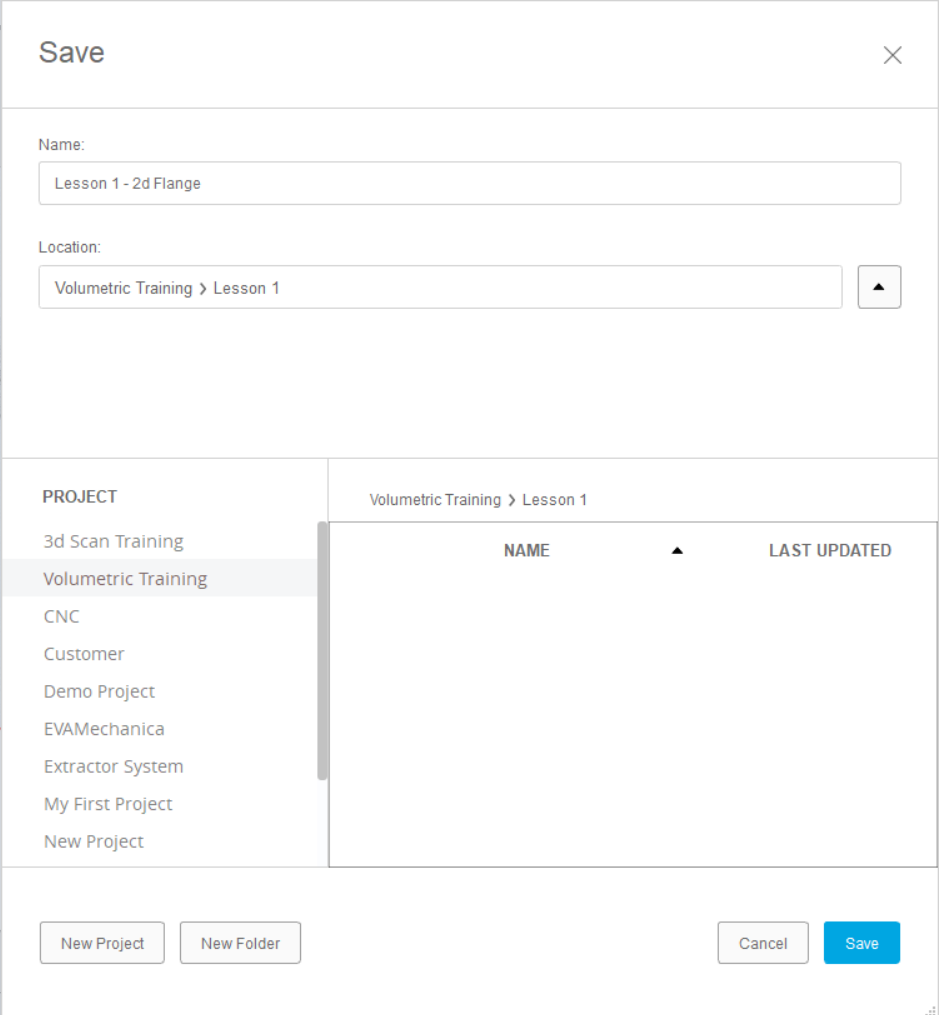 Save
Name:
Lesson 1 - 2d Flange
Location:
Volumetric Training > Lesson 1
PROJECT
3d Scan Training
Volumetric Training
CNC
Customer
Demo Project
EVAMechanica
Extractor System
My First Project
New Project
Volumetric Training > Lesson 1
NAME LAST UPDATED
New Project New Folder Cancel Save